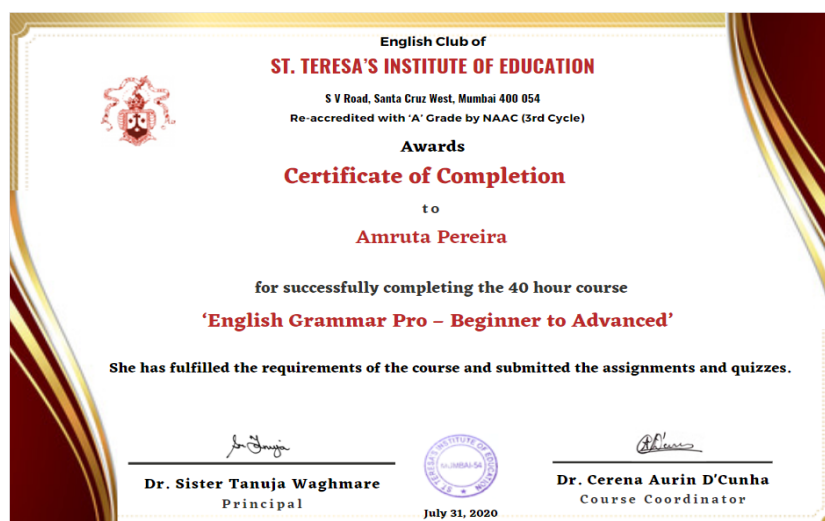 English Club of
ST. TERESA'S INSTITUTE OF EDUCATION
S V Road, Santa Cruz West, Mumbai 400 054
Re-accredited with 'A' Grade by NAAC (3rd Cycle)
Awards
Certificate of Completion
to
Amruta Pereira
for successfully completing the 40 hour course
‘English Grammar Pro – Beginner to Advanced’
She has fulfilled the requirements of the course and submitted the assignments and quizzes.
Sr Tanuja
Dr. Sister Tanuja Waghmare
Principal
ST. TERESA'S INSTITUTE OF EDUCATION
MUMBAI-54
July 31, 2020
Dr. Cerena Aurin D'Cunha
Course Coordinator